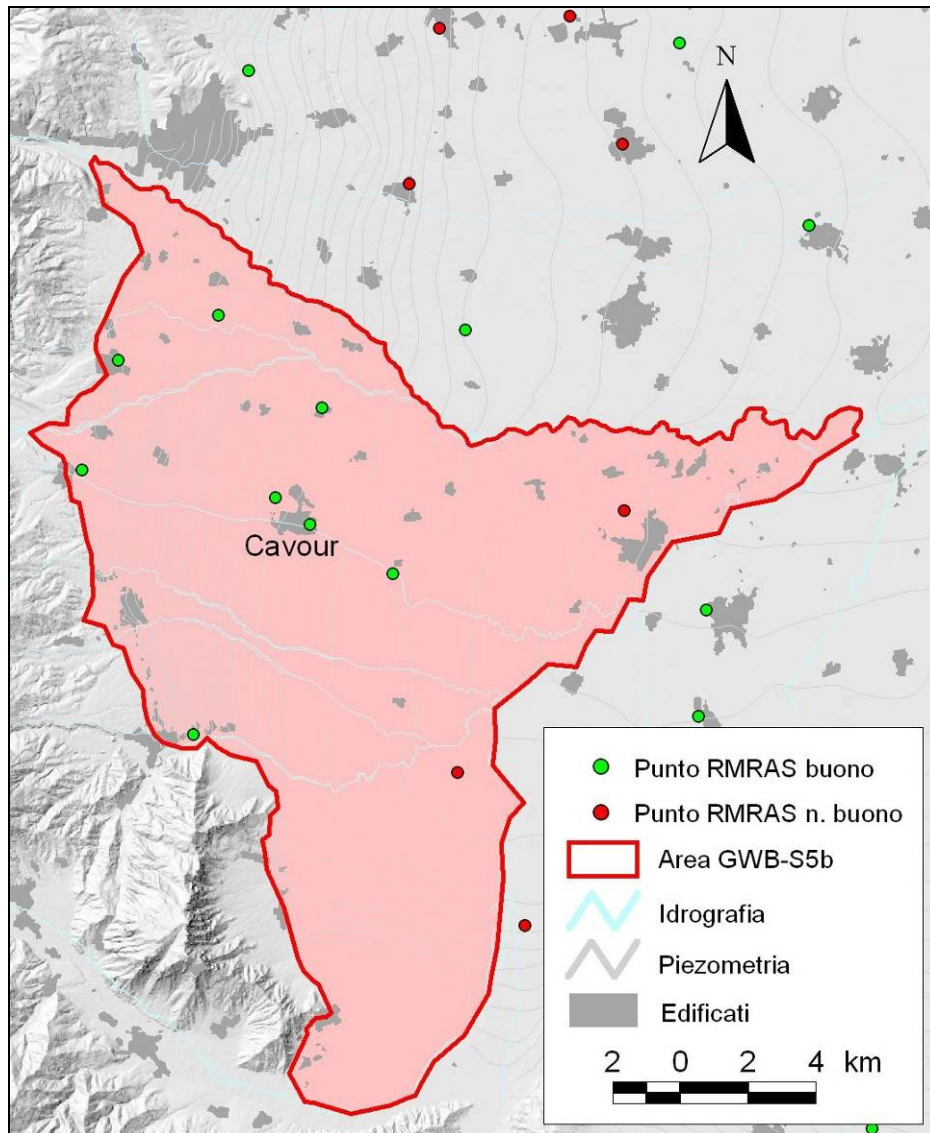 N
Cavour
Punto RMRAS buono
Punto RMRAS n. buono
Area GWB-S5b
Idrografia
Piezometria
Edificati
2 0 2 4 km